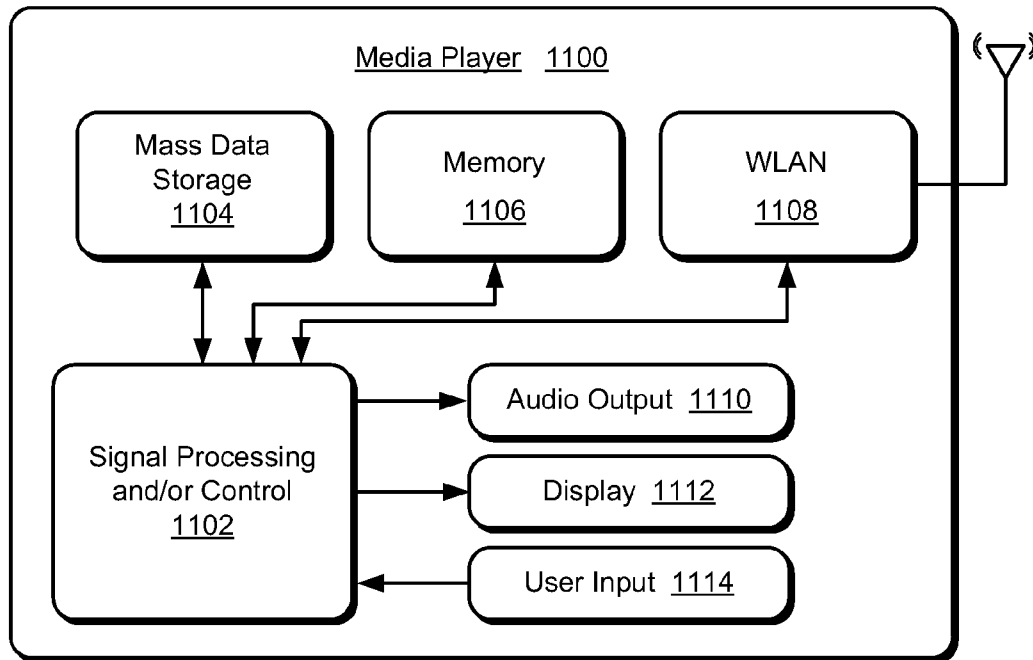 Media Player 1100
Mass Data
Storage
1104
Memory
1106
WLAN
1108
Signal Processing
and/or Control
1102
Audio Output 1110
Display 1112
User Input 1114